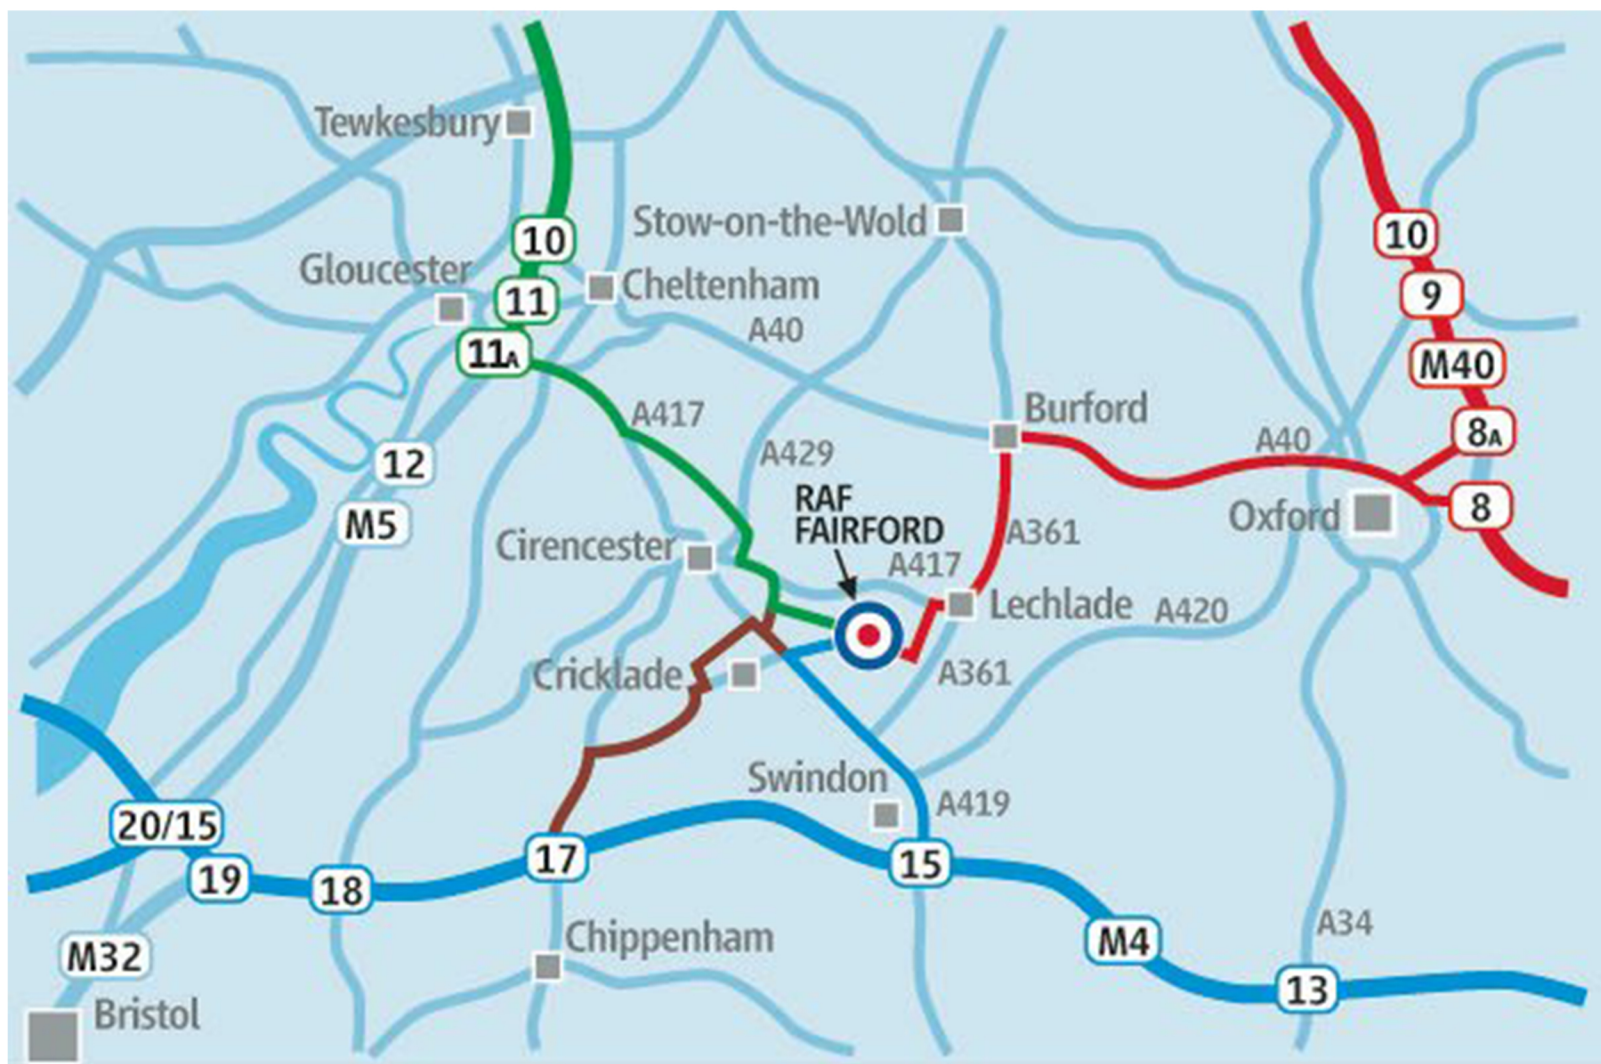 Tewkesbury
Stow-on-the-Wold
10
10
Gloucester
Cheltenham
11
9
A40
11A
M40
A417
Burford
8A
A40
A429
12
RAF
FAIRFORD
M5
Oxford
8
A361
Cirencester
A417
Lechlade
A420
Cricklade
A361
Swindon
A419
20/15
17
15
19
18
A34
Chippenham
M4
M32
13
Bristol